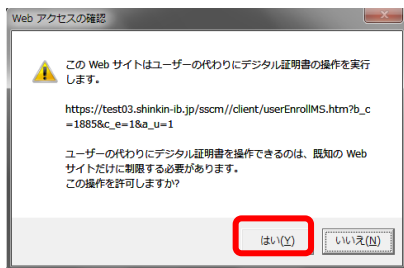 Web アクセスの確認
この Web サイトはユーザーの代わりにデジタル証明書の操作を実行
します。
https://test03.shinkin-ib.jp/sscm//client/userEnrollMS.htm?b_c
=1885&c_e=1&a_u=1
ユーザーの代わりにデジタル証明書を操作できるのは、既知の Web
サイトだけに制限する必要があります。
この操作を許可しますか?
はい(Y) いいえ(N)